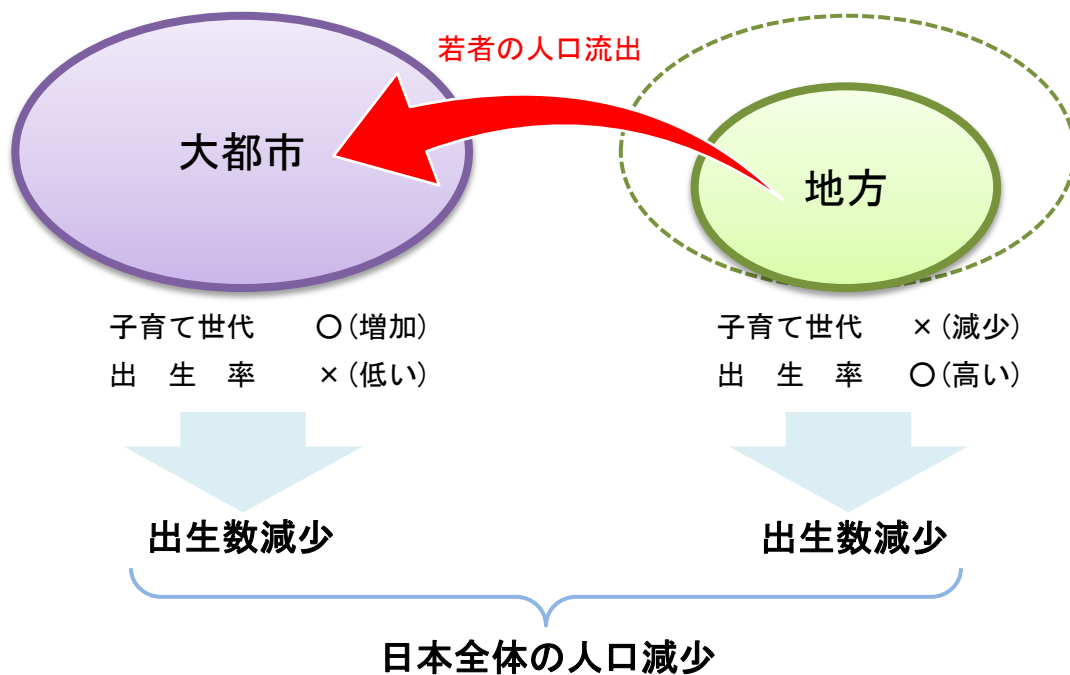 若者の人口流出
大都市
地方
子育て世代 〇(増加)
出 生 率 ×(低い)
子育て世代 ×(減少)
出 生 率 〇(高い)
出生数減少
出生数減少
日本全体の人口減少